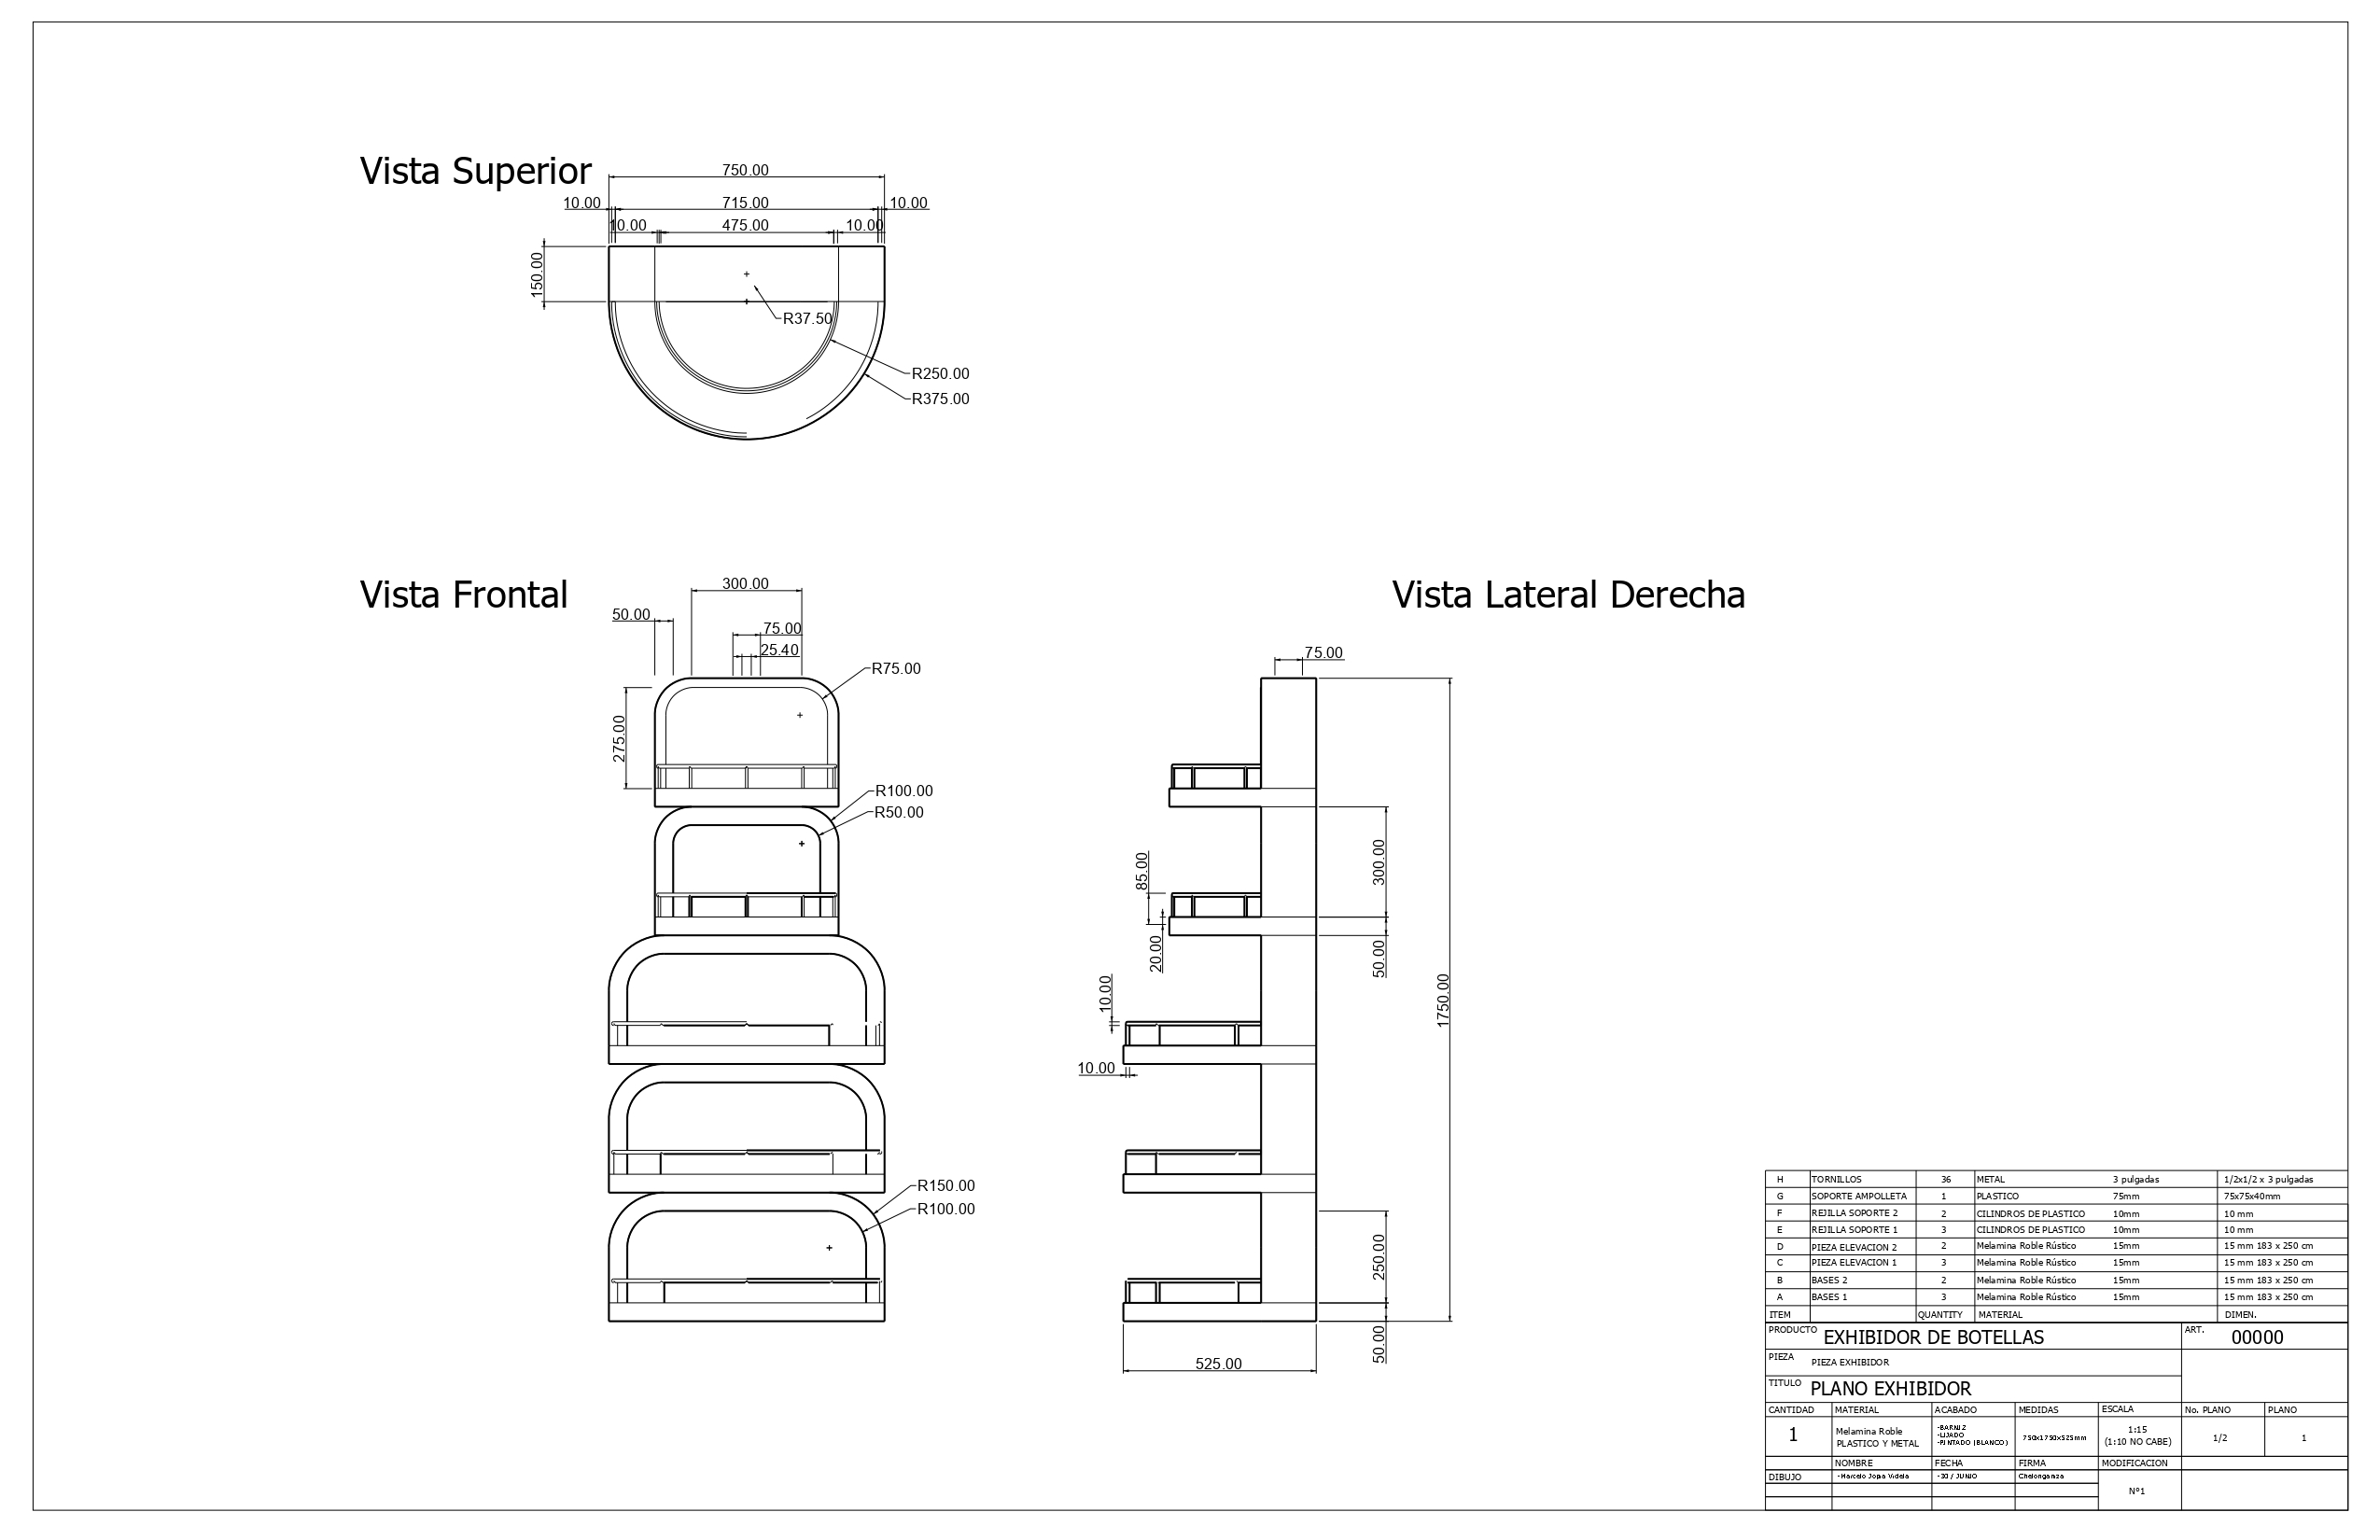 Vista Superior
750.00
10.00 715.00 10.00
10.00 475.00 10.00
150.00
R37.50
R250.00
R375.00
Vista Frontal
300.00
50.00
75.00
25.40
R75.00
275.00
R100.00
R50.00
R150.00
R100.00
Vista Lateral Derecha
75.00
300.00
85.00
20.00
50.00
10.00
1750.00
10.00
250.00
50.00
525.00
H TORNILLOS 36 METAL 3 pulgadas 1/2x1/2 x 3 pulgadas
G SOPORTE AMPOLLETA 1 PLASTICO 75mm 75x75x40mm
F REJILLA SOPORTE 2 2 CILINDROS DE PLASTICO 10mm 10 mm
E REJILLA SOPORTE 1 3 CILINDROS DE PLASTICO 10mm 10 mm
D PIEZA ELEVACION 2 2 Melamina Roble Rústico 15mm 15 mm 183 x 250 cm
C PIEZA ELEVACION 1 3 Melamina Roble Rústico 15mm 15 mm 183 x 250 cm
B BASES 2 2 Melamina Roble Rústico 15mm 15 mm 183 x 250 cm
A BASES 1 3 Melamina Roble Rústico 15mm 15 mm 183 x 250 cm
ITEM QUANTITY MATERIAL DIMEN.
PRODUCTO EXHIBIDOR DE BOTELLAS ART. 00000
PIEZA PIEZA EXHIBIDOR
TITULO PLANO EXHIBIDOR
CANTIDAD MATERIAL ACABADO MEDIDAS ESCALA No. PLANO PLANO
1 Melamina Roble PLASTICO Y METAL
-BARNIZ
-LIJADO
-PINTADO (BLANCO)
750x1750x525mm
1:15
(1:10 NO CABE)
1/2 1
NOMBRE FECHA FIRMA MODIFICACION
DIBUJO -Marcelo Jopia Videla -30 / JUNIO
N°1